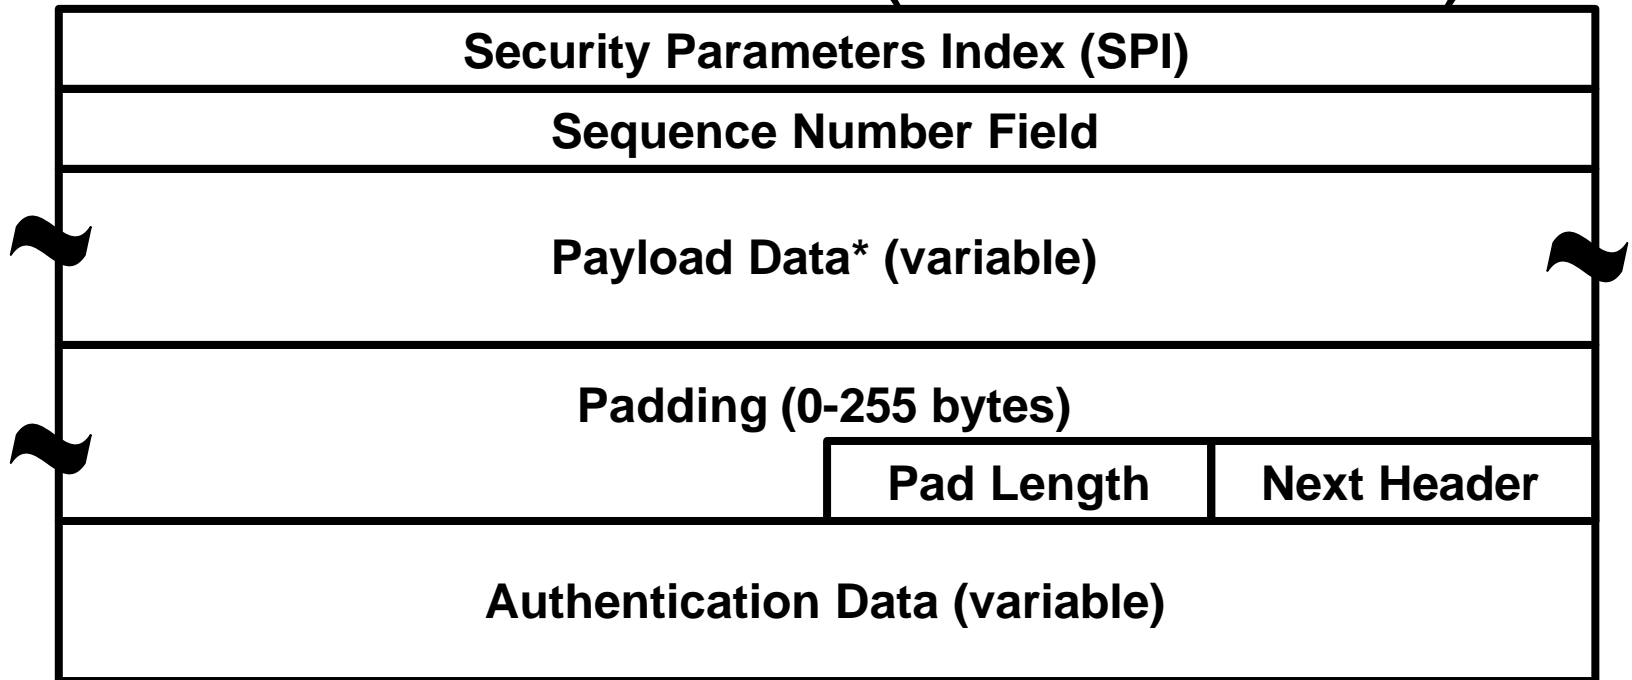 Security Parameters Index (SPI)
Sequence Number Field
Payload Data* (variable)
Padding (0-255 bytes)
Pad Length Next Header
Authentication Data (variable)